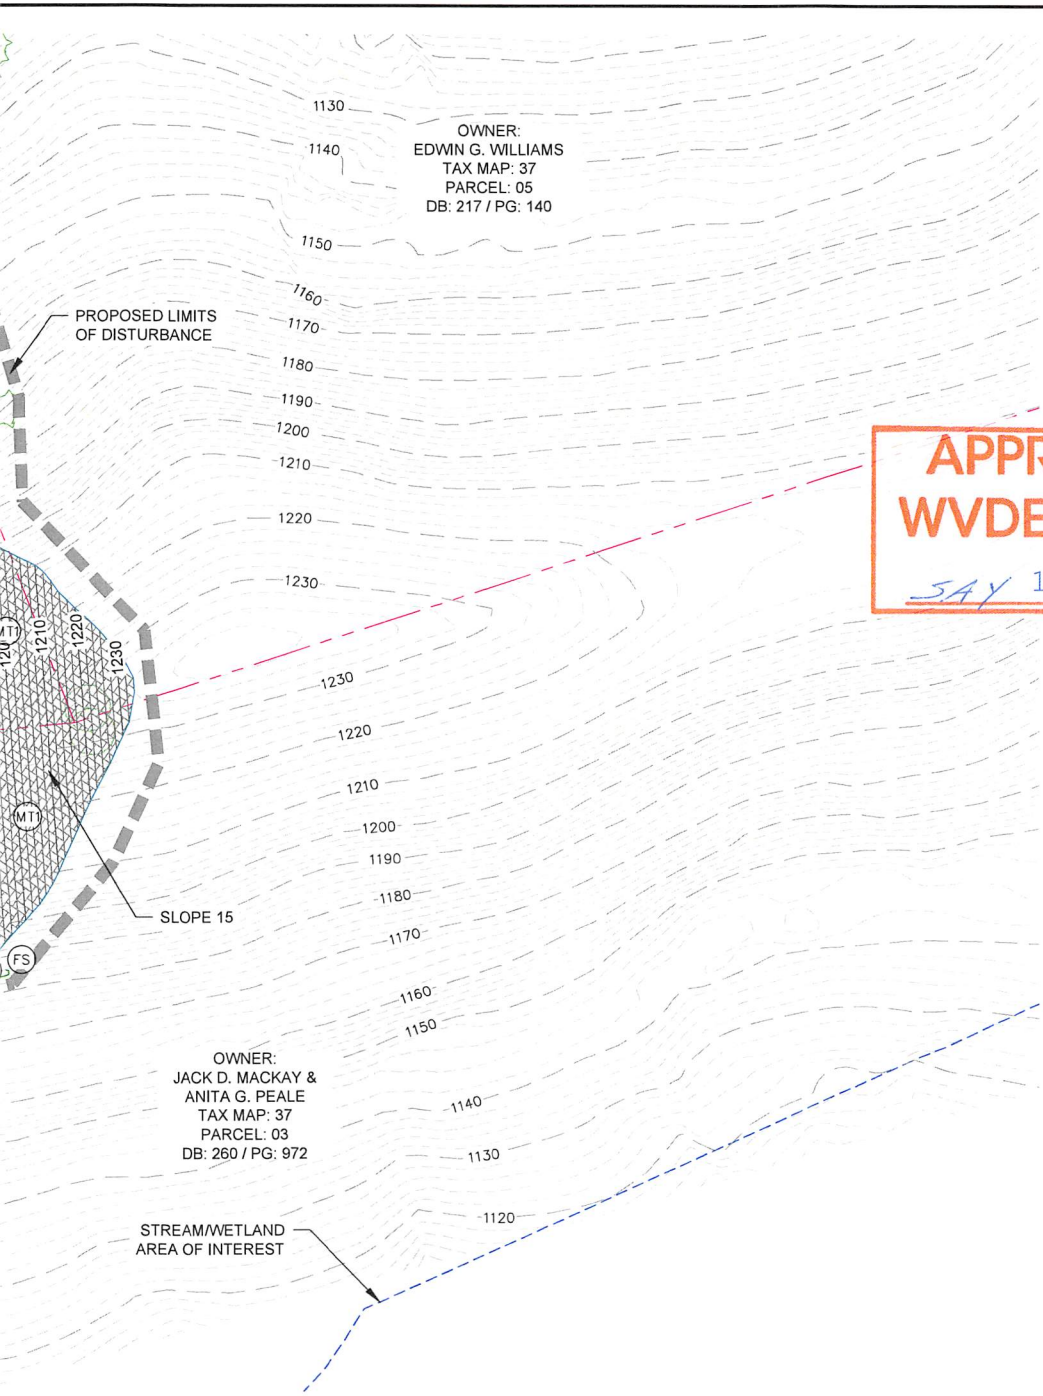 1130
OWNER:
EDWIN G. WILLIAMS
TAX MAP: 37
PARCEL: 05
DB: 217 / PG: 140
1140
1150
1160
PROPOSED LIMITS
OF DISTURBANCE
1170
1180
1190
1200
1210
1220
1230
APPR
WVDE
SAY 1
MT1
120
1210
1220
1230
1230
1220
1210
1200
1190
1180
1170
1160
1150
1140
1130
1120
MT1
SLOPE 15
FS
OWNER:
JACK D. MACKAY &
ANITA G. PEALE
TAX MAP: 37
PARCEL: 03
DB: 260 / PG: 972
STREAM/WETLAND
AREA OF INTEREST